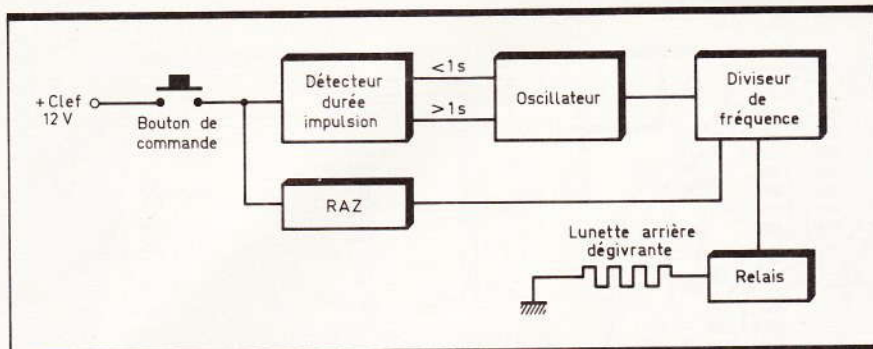 + Clef
12 V
Bouton de
commande
Détecteur
durée
impulsion
<1s
>1s
Oscillateur
Diviseur
de
fréquence
RAZ
Lunette arrière
dégivrante
Relais